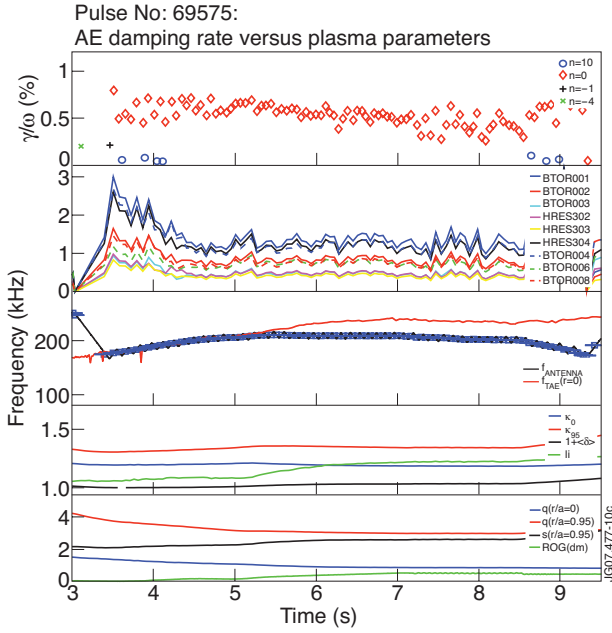 Pulse No: 69575:
AE damping rate versus plasma parameters
γ/ω (%)
1
0.5
0
n=10
n=0
n=−1
n=−4
3
2
1
0
BTOR001
BTOR002
BTOR003
HRES302
HRES303
HRES304
BTOR004
BTOR006
BTOR008
Frequency (kHz)
200
fANTENNA
fTAE(r=0)
1.5
1.0
κ0
κ95
1+<δ>
li
4
2
0
q(r/a=0)
q(r/a=0.95)
s(r/a=0.95)
ROG(dm)
3 4 5 6 7 8 9
Time (s)
JG07.477-10c